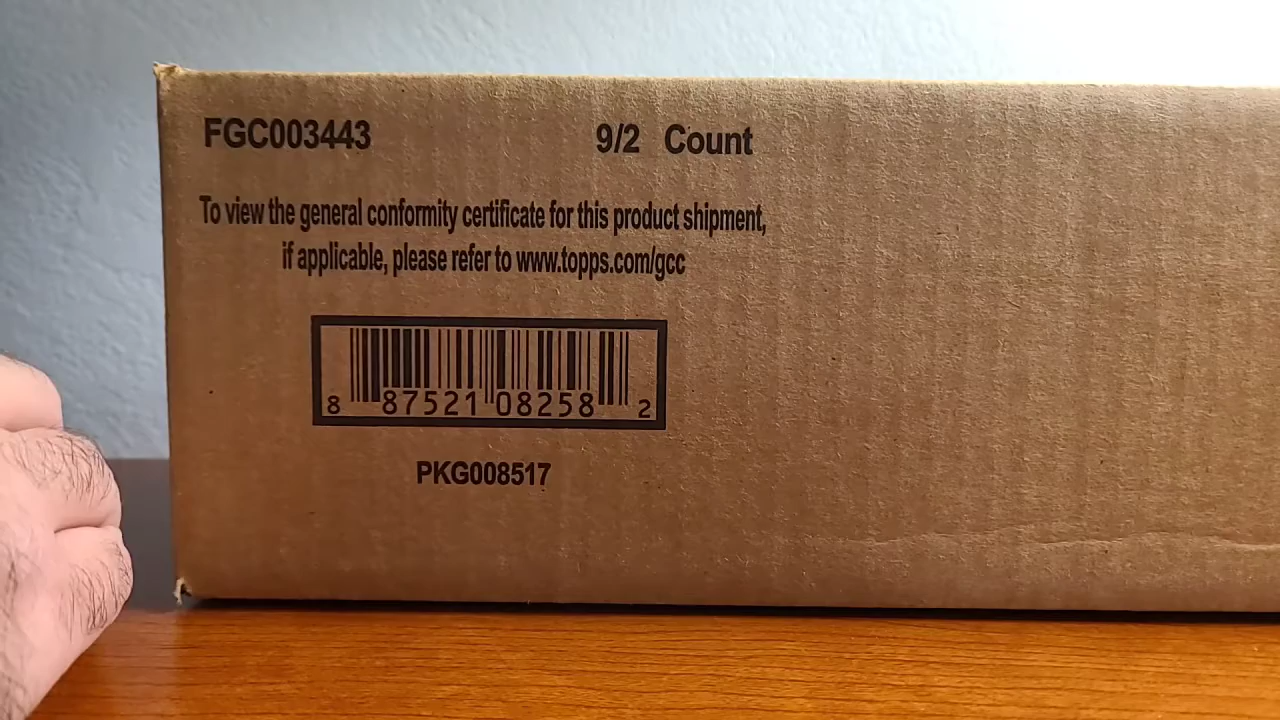 FGC003443 9/2 Count
To view the general conformity certificate for this product shipment,
if applicable, please refer to www.topps.com/gcc
8 87521 08258 2
PKG008517